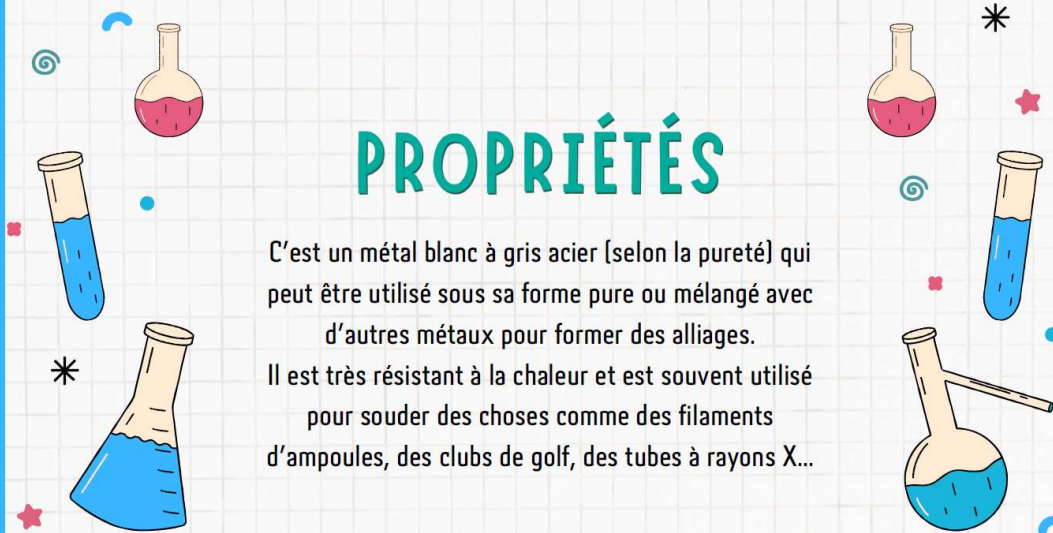 PROPRIÉTÉS
C'est un métal blanc à gris acier (selon la pureté) qui
peut être utilisé sous sa forme pure ou mélangé avec
d'autres métaux pour former des alliages.
Il est très résistant à la chaleur et est souvent utilisé
pour souder des choses comme des filaments
d'ampoules, des clubs de golf, des tubes à rayons X...